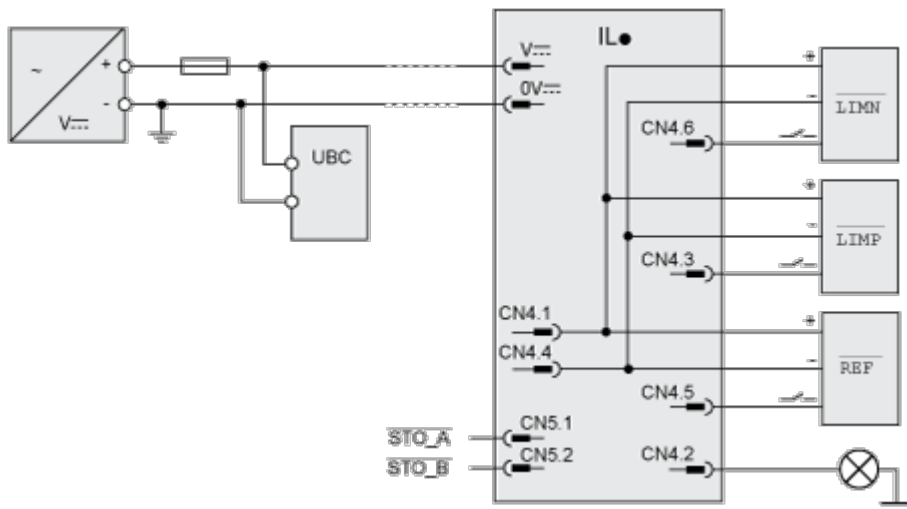 ~
+
-
V⎓
UBC
IL●
V⎓
0V⎓
CN4.6
CN4.3
CN4.1
CN4.4
CN4.5
CN5.1
CN5.2
CN4.2
STO_A
STO_B
+
-
LIMN
+
-
LIMP
+
-
REF